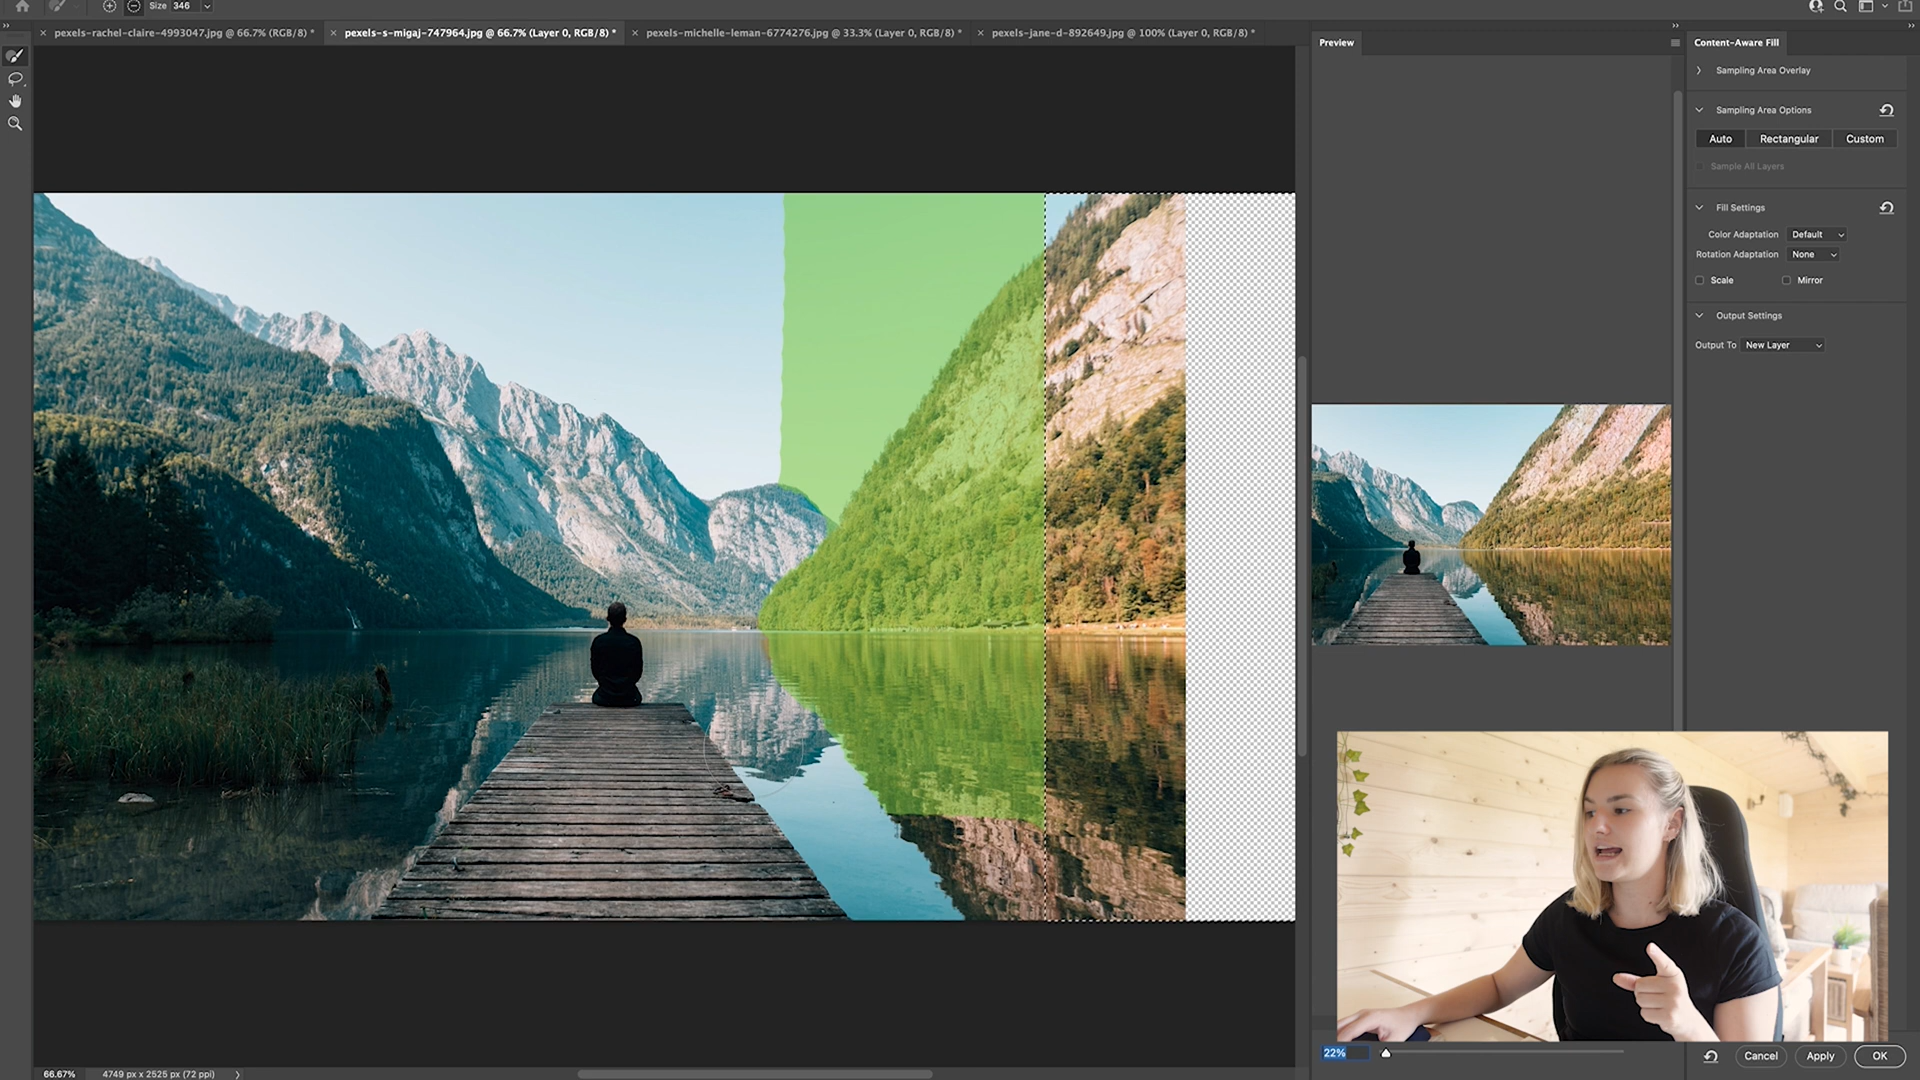 Size 346
pexels-rachel-claire-4993047.jpg @ 66.7% (RGB/8) *
pexels-s-migaj-747964.jpg @ 66.7% (Layer 0, RGB/8) *
pexels-michelle-leman-6774276.jpg @ 33.3% (Layer 0, RGB/8) *
pexels-jane-d-892649.jpg @ 100% (Layer 0, RGB/8) *
Preview
Content-Aware Fill
Sampling Area Overlay
Sampling Area Options
Auto Rectangular Custom
Sample All Layers
Fill Settings
Color Adaptation Default
Rotation Adaptation None
Scale Mirror
Output Settings
Output To New Layer
22%
Cancel Apply OK
66.67% 4749 px x 2525 px (72 ppi)